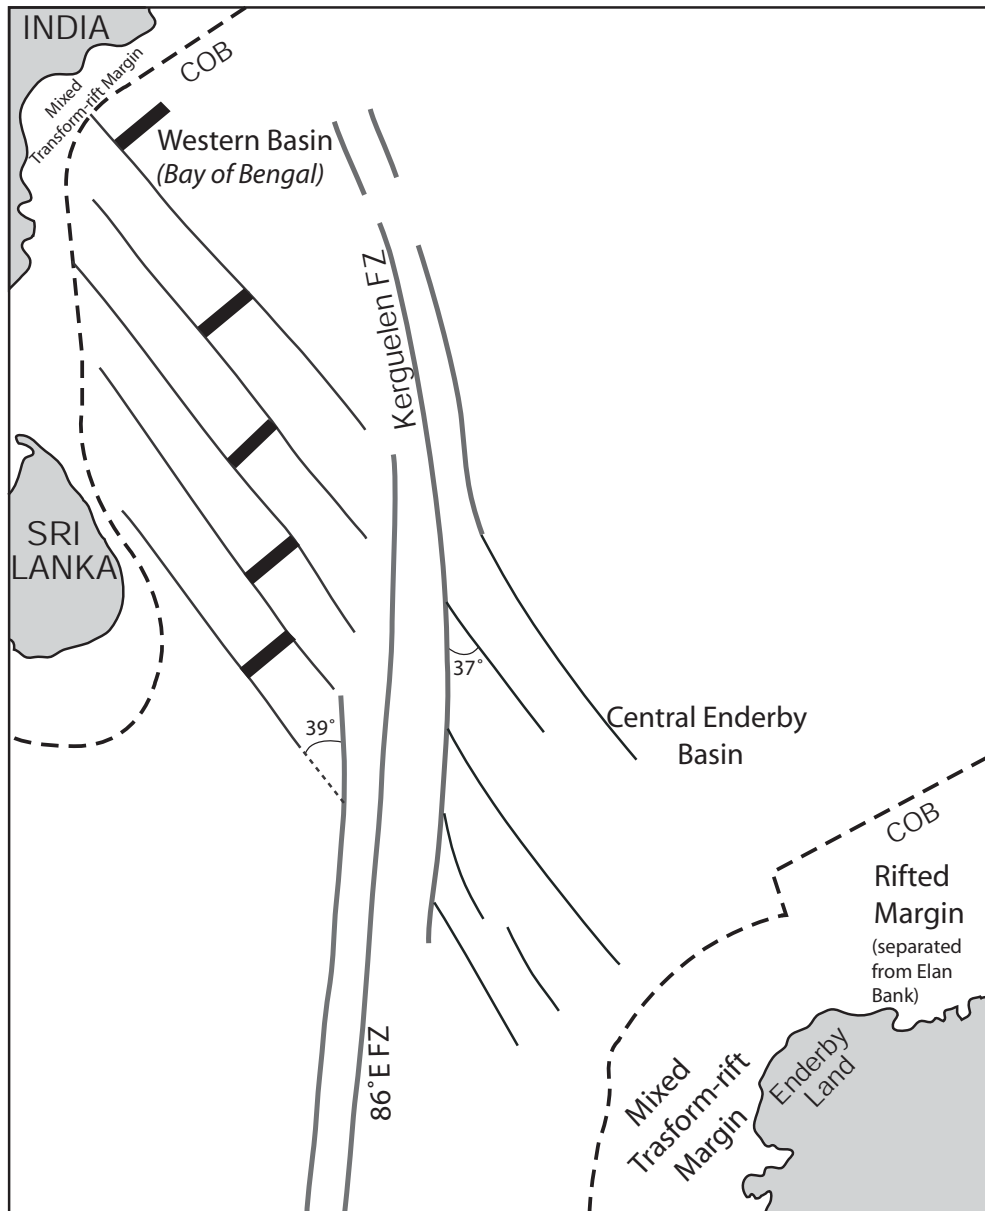 INDIA
Mixed
Transform-rift Margin
COB
Western Basin
(Bay of Bengal)
Kerguelen FZ
SRI
LANKA
37°
39°
Central Enderby
Basin
COB
Rifted
Margin
(separated
from Elan
Bank)
86°E FZ
Mixed
Trasform-rift
Margin
Enderby
Land